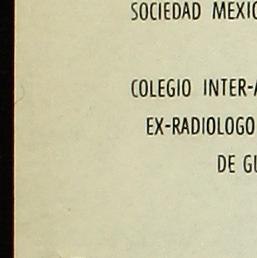 SOCIEDAD MEXIC
COLEGIO INTER-A
EX-RADIOLOGO
DE GU